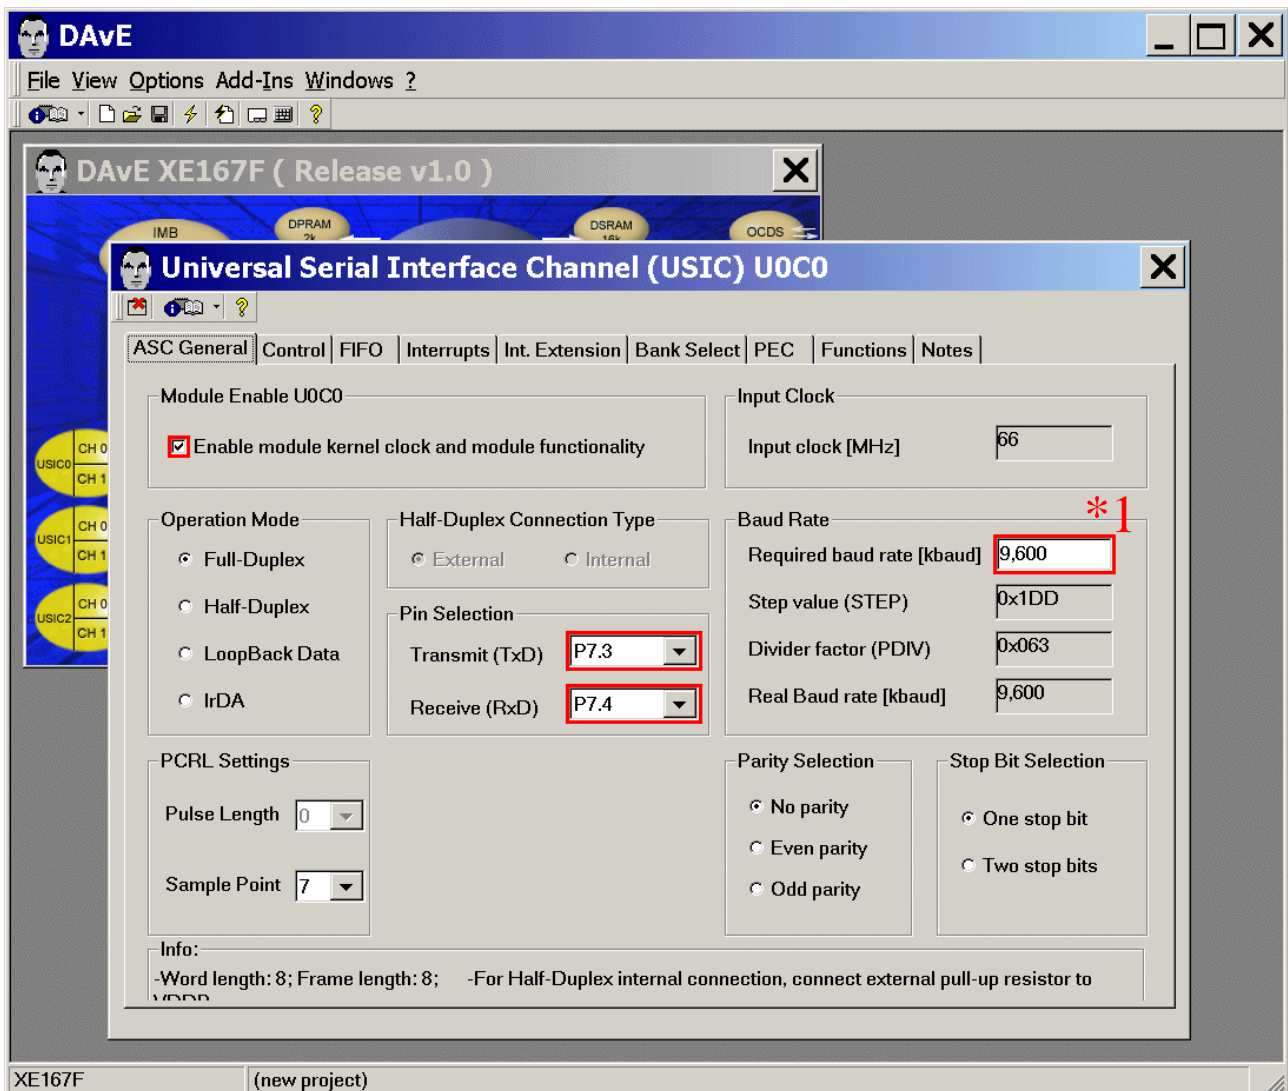 DAvE
File View Options Add-Ins Windows ?
DAvE XE167F ( Release v1.0 )
IMB
DPRAM
2k
DSRAM
16k
OCDS
Universal Serial Interface Channel (USIC) U0C0
ASC General Control FIFO Interrupts Int. Extension Bank Select PEC Functions Notes
Module Enable U0C0
Enable module kernel clock and module functionality
Input Clock
Input clock [MHz] 66
USIC0
CH 0
CH 1
USIC1
CH 0
CH 1
USIC2
CH 0
CH 1
Operation Mode
Full-Duplex
Half-Duplex
LoopBack Data
IrDA
Half-Duplex Connection Type
External Internal
Pin Selection
Transmit (TxD) P7.3
Receive (RxD) P7.4
*1
Baud Rate
Required baud rate [kbaud] 9,600
Step value (STEP) 0x1DD
Divider factor (PDIV) 0x063
Real Baud rate [kbaud] 9,600
PCRL Settings
Pulse Length 0
Sample Point 7
Parity Selection
No parity
Even parity
Odd parity
Stop Bit Selection
One stop bit
Two stop bits
Info:
-Word length: 8; Frame length: 8; -For Half-Duplex internal connection, connect external pull-up resistor to
VDDP
XE167F (new project)